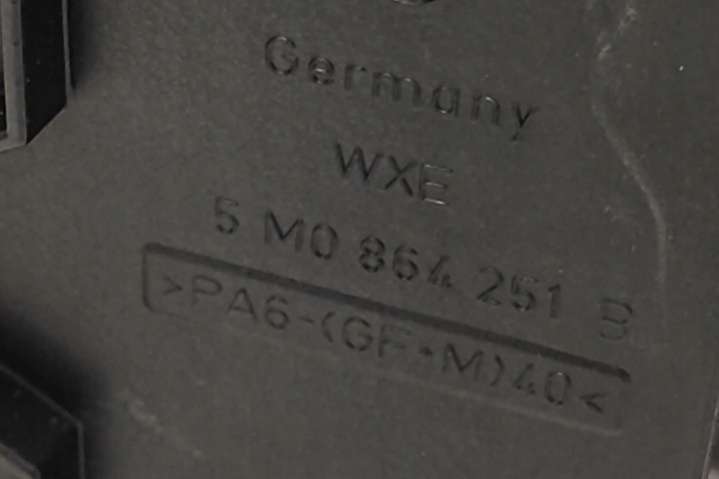 Germany
WXE
5 M0 864 251 B
>PA6-(GF+M)40<